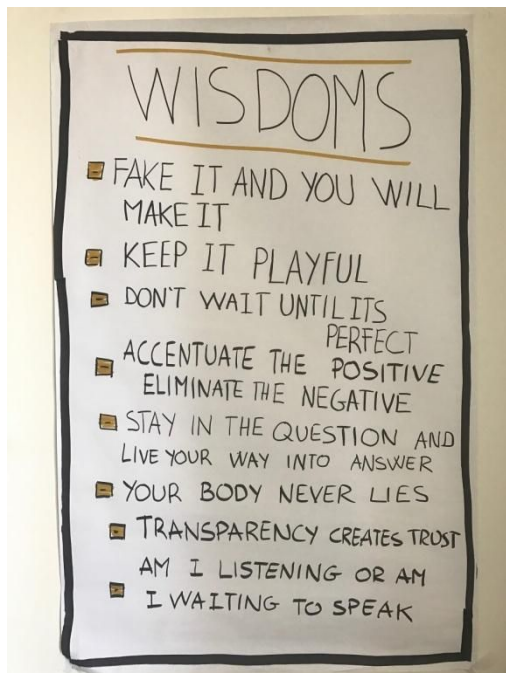 WISDOMS
FAKE IT AND YOU WILL
MAKE IT
KEEP IT PLAYFUL
DON'T WAIT UNTIL ITS
PERFECT
ACCENTUATE THE POSITIVE
ELIMINATE THE NEGATIVE
STAY IN THE QUESTION AND
LIVE YOUR WAY INTO ANSWER
YOUR BODY NEVER LIES
TRANSPARENCY CREATES TRUST
AM I LISTENING OR AM
I WAITING TO SPEAK